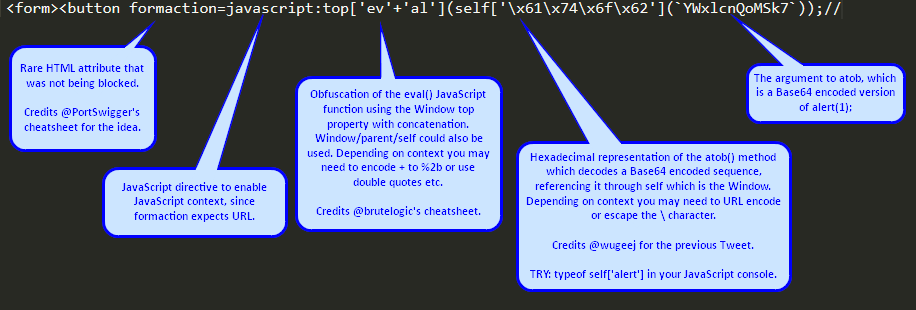 <form><button formaction=javascript:top['ev'+'al'](self['\x61\x74\x6f\x62'](`YWxlcnQoMSk7`));//
Rare HTML attribute that
was not being blocked.
Credits @PortSwigger's
cheatsheet for the idea.
JavaScript directive to enable
JavaScript context, since
formaction expects URL.
Obfuscation of the eval() JavaScript
function using the Window top
property with concatenation.
Window/parent/self could also be
used. Depending on context you may
need to encode + to %2b or use
double quotes etc.
Credits @brutelogic's cheatsheet.
Hexadecimal representation of the atob() method
which decodes a Base64 encoded sequence,
referencing it through self which is the Window.
Depending on context you may need to URL encode
or escape the \ character.
Credits @wugeej for the previous Tweet.
TRY: typeof self['alert'] in your JavaScript console.
The argument to atob, which
is a Base64 encoded version
of alert(1);